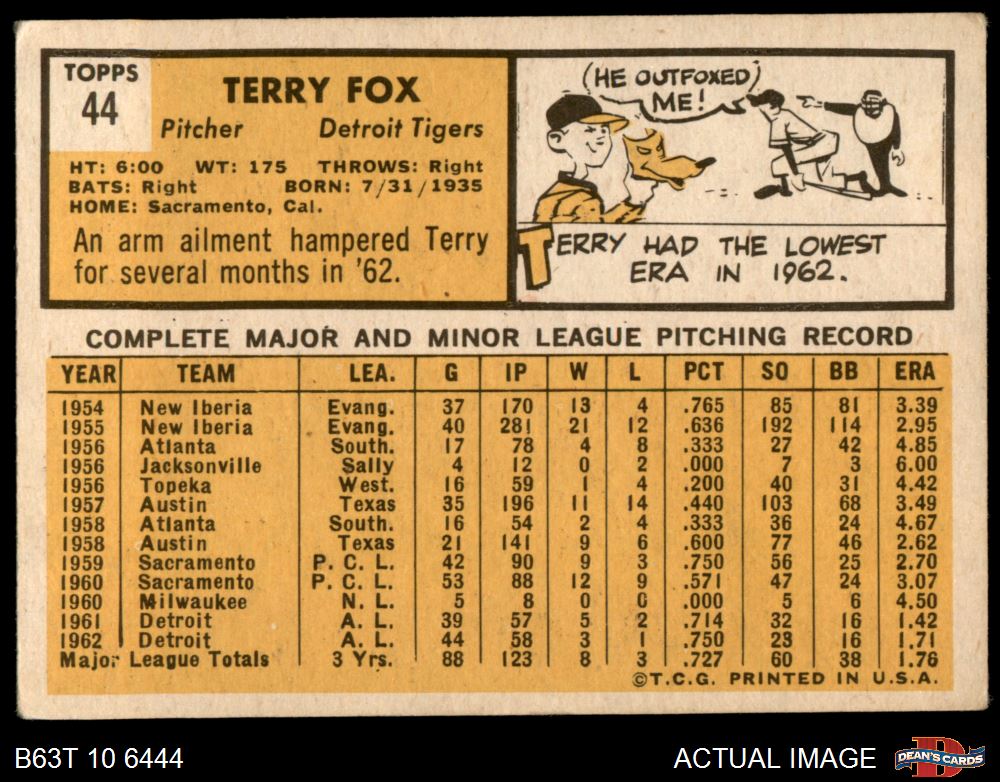 TOPPS
44
TERRY FOX
Pitcher Detroit Tigers
HT: 6:00 WT: 175 THROWS: Right
BATS: Right BORN: 7/31/1935
HOME: Sacramento, Cal.
An arm ailment hampered Terry
for several months in '62.
(HE OUTFOXED)
ME!
TERRY HAD THE LOWEST
ERA IN 1962.
COMPLETE MAJOR AND MINOR LEAGUE PITCHING RECORD
YEAR TEAM LEA. G IP W L PCT SO BB ERA
1954 New Iberia Evang. 37 170 13 4 .765 85 81 3.39
1955 New Iberia Evang. 40 281 21 12 .636 192 114 2.95
1956 Atlanta South. 17 78 4 8 .333 27 42 4.85
1956 Jacksonville Sally 4 12 0 2 .000 7 3 6.00
1956 Topeka West. 16 59 1 4 .200 40 31 4.42
1957 Austin Texas 35 196 11 14 .440 103 68 3.49
1958 Atlanta South. 16 54 2 4 .333 36 24 4.67
1958 Austin Texas 21 141 9 6 .600 77 46 2.62
1959 Sacramento P. C. L. 42 90 9 3 .750 56 25 2.70
1960 Sacramento P. C. L. 53 88 12 9 .571 47 24 3.07
1960 Milwaukee N. L. 5 8 0 0 .000 5 6 4.50
1961 Detroit A. L. 39 57 5 2 .714 32 16 1.42
1962 Detroit A. L. 44 58 3 1 .750 23 16 1.71
Major League Totals 3 Yrs. 88 123 8 3 .727 60 38 1.76
©T.C.G. PRINTED IN U.S.A.
B63T 10 6444
ACTUAL IMAGE
D
DEAN'S CARDS